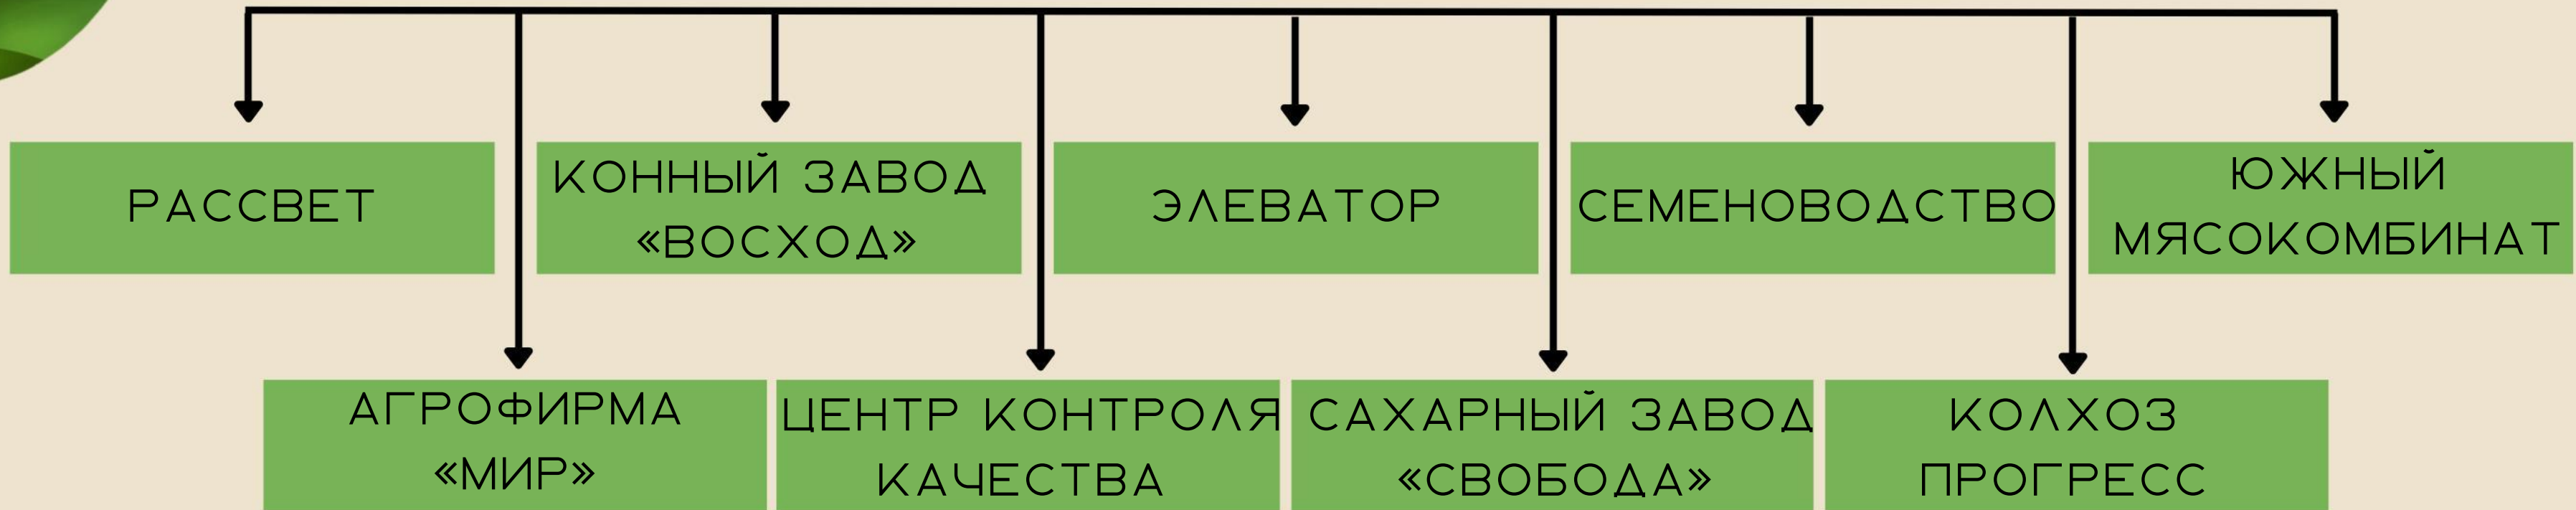 РАССВЕТ
КОННЫЙ ЗАВОД
«ВОСХОД»
ЭЛЕВАТОР
СЕМЕНОВОДСТВО
ЮЖНЫЙ
МЯСОКОМБИНАТ
АГРОФИРМА
«МИР»
ЦЕНТР КОНТРОЛЯ
КАЧЕСТВА
САХАРНЫЙ ЗАВОД
«СВОБОДА»
КОЛХОЗ
ПРОГРЕСС